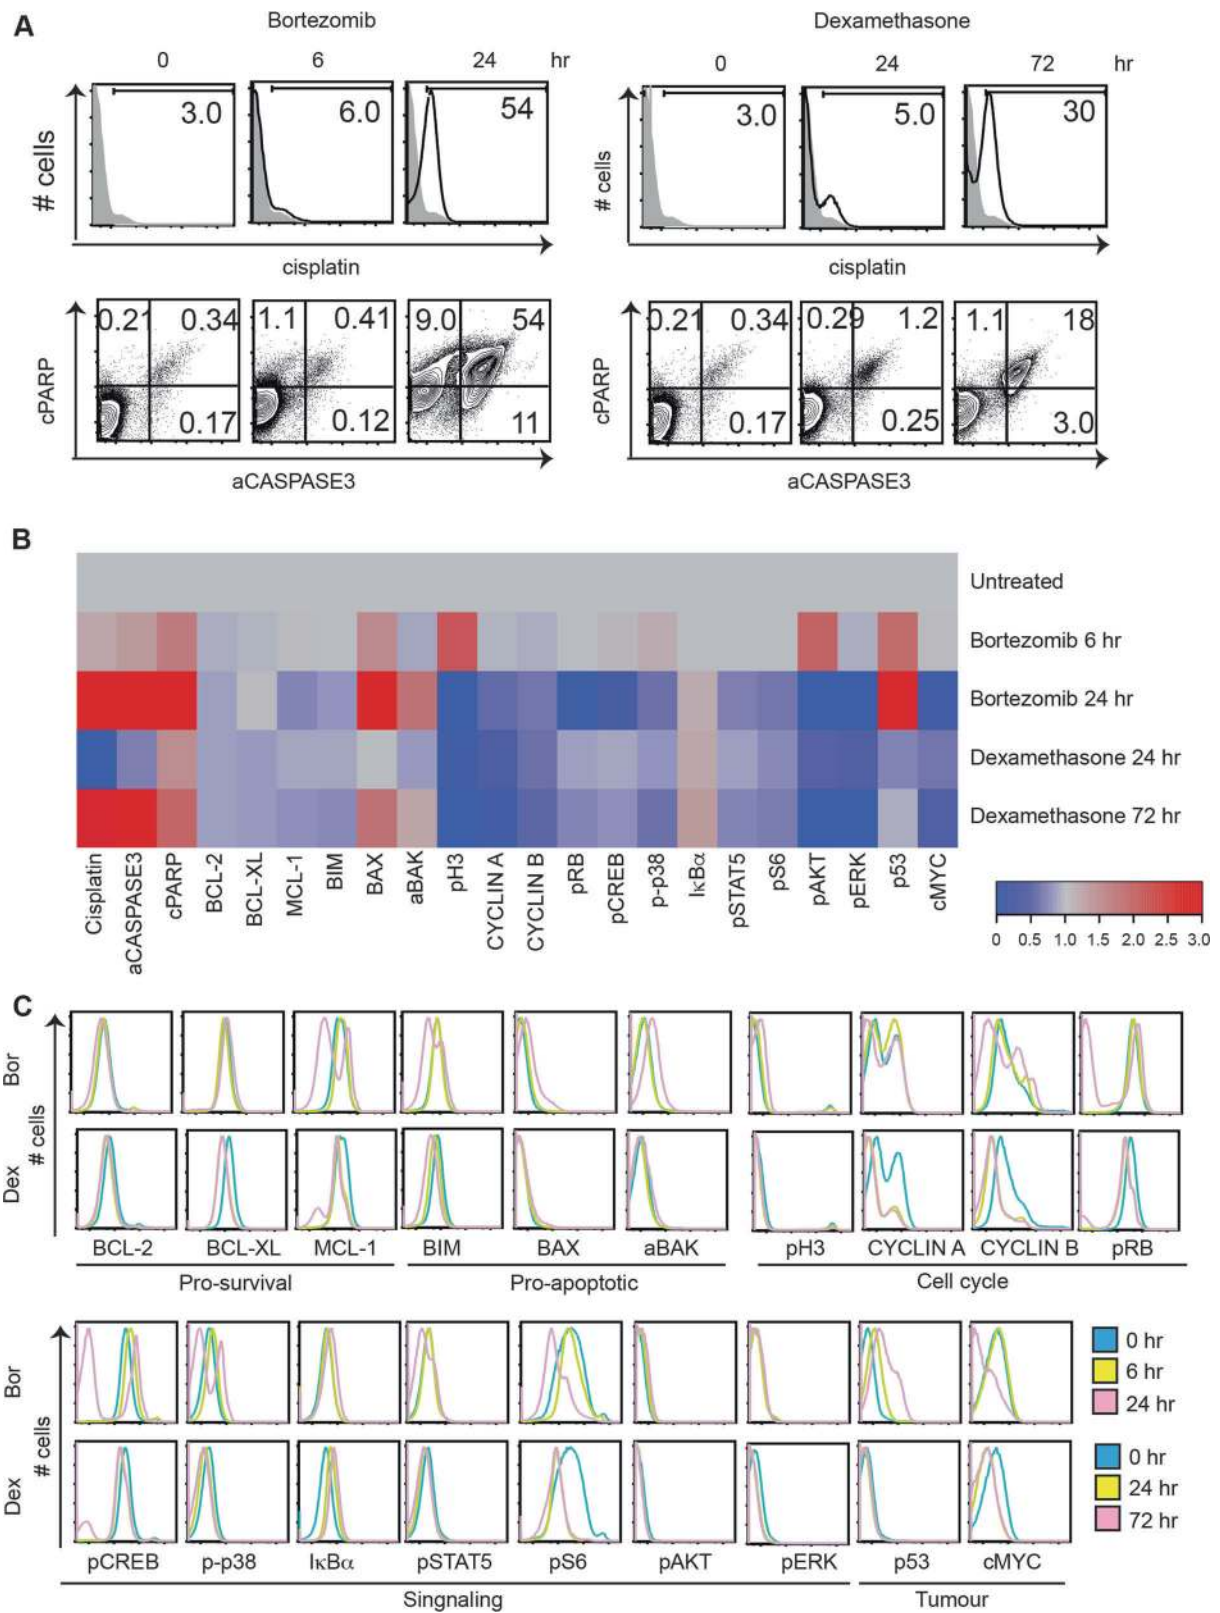 A
Bortezomib
Dexamethasone
0 6 24 hr
0 24 72 hr
# cells
3.0 6.0 54
# cells
3.0 5.0 30
cisplatin
cisplatin
cPARP
0.21 0.34 1.1 0.41 9.0 54
0.17 0.12 11
cPARP
0.21 0.34 0.29 1.2 1.1 18
0.17 0.25 3.0
aCASPASE3
aCASPASE3
B
Untreated
Bortezomib 6 hr
Bortezomib 24 hr
Dexamethasone 24 hr
Dexamethasone 72 hr
Cisplatin
aCASPASE3
cPARP
BCL-2
BCL-XL
MCL-1
BIM
BAX
aBAK
pH3
CYCLIN A
CYCLIN B
pRB
pCREB
p-p38
IκBα
pSTAT5
pS6
pAKT
pERK
p53
cMYC
0 0.5 1.0 1.5 2.0 2.5 3.0
C
Bor
Dex
# cells
BCL-2 BCL-XL MCL-1 BIM BAX aBAK pH3 CYCLIN A CYCLIN B pRB
Pro-survival Pro-apoptotic Cell cycle
Bor
Dex
# cells
0 hr
6 hr
24 hr
0 hr
24 hr
72 hr
pCREB p-p38 IκBα pSTAT5 pS6 pAKT pERK p53 cMYC
Singnaling Tumour